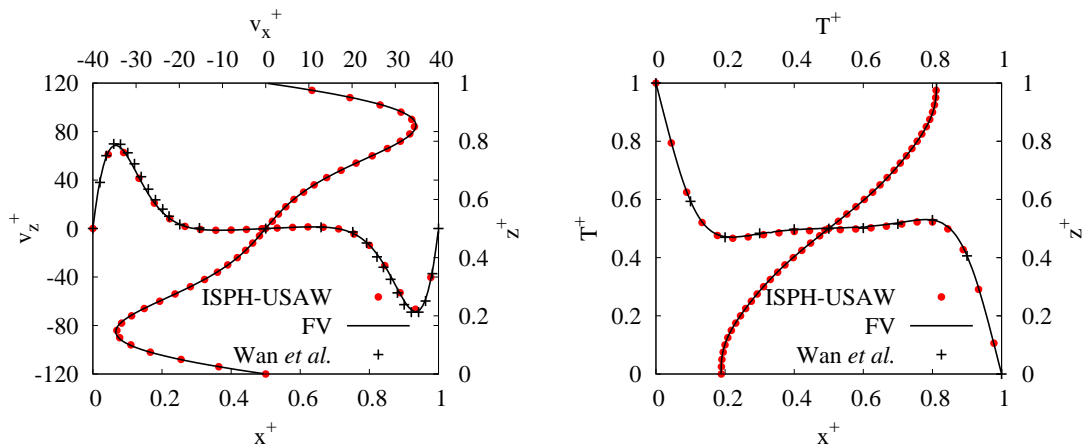 v_x^+
-40 -30 -20 -10 0 10 20 30 40
120 1
80 0.8
40 0.6
v_z^+ 0 z^+
-40 0.4
ISPH-USAW
-80 FV 0.2
Wan et al.
-120 0
0 0.2 0.4 0.6 0.8 1
x^+
T^+
0 0.2 0.4 0.6 0.8 1
1 1
0.8 0.8
0.6 0.6
T^+ z^+
0.4 0.4
ISPH-USAW
0.2 FV 0.2
Wan et al.
0 0
0 0.2 0.4 0.6 0.8 1
x^+